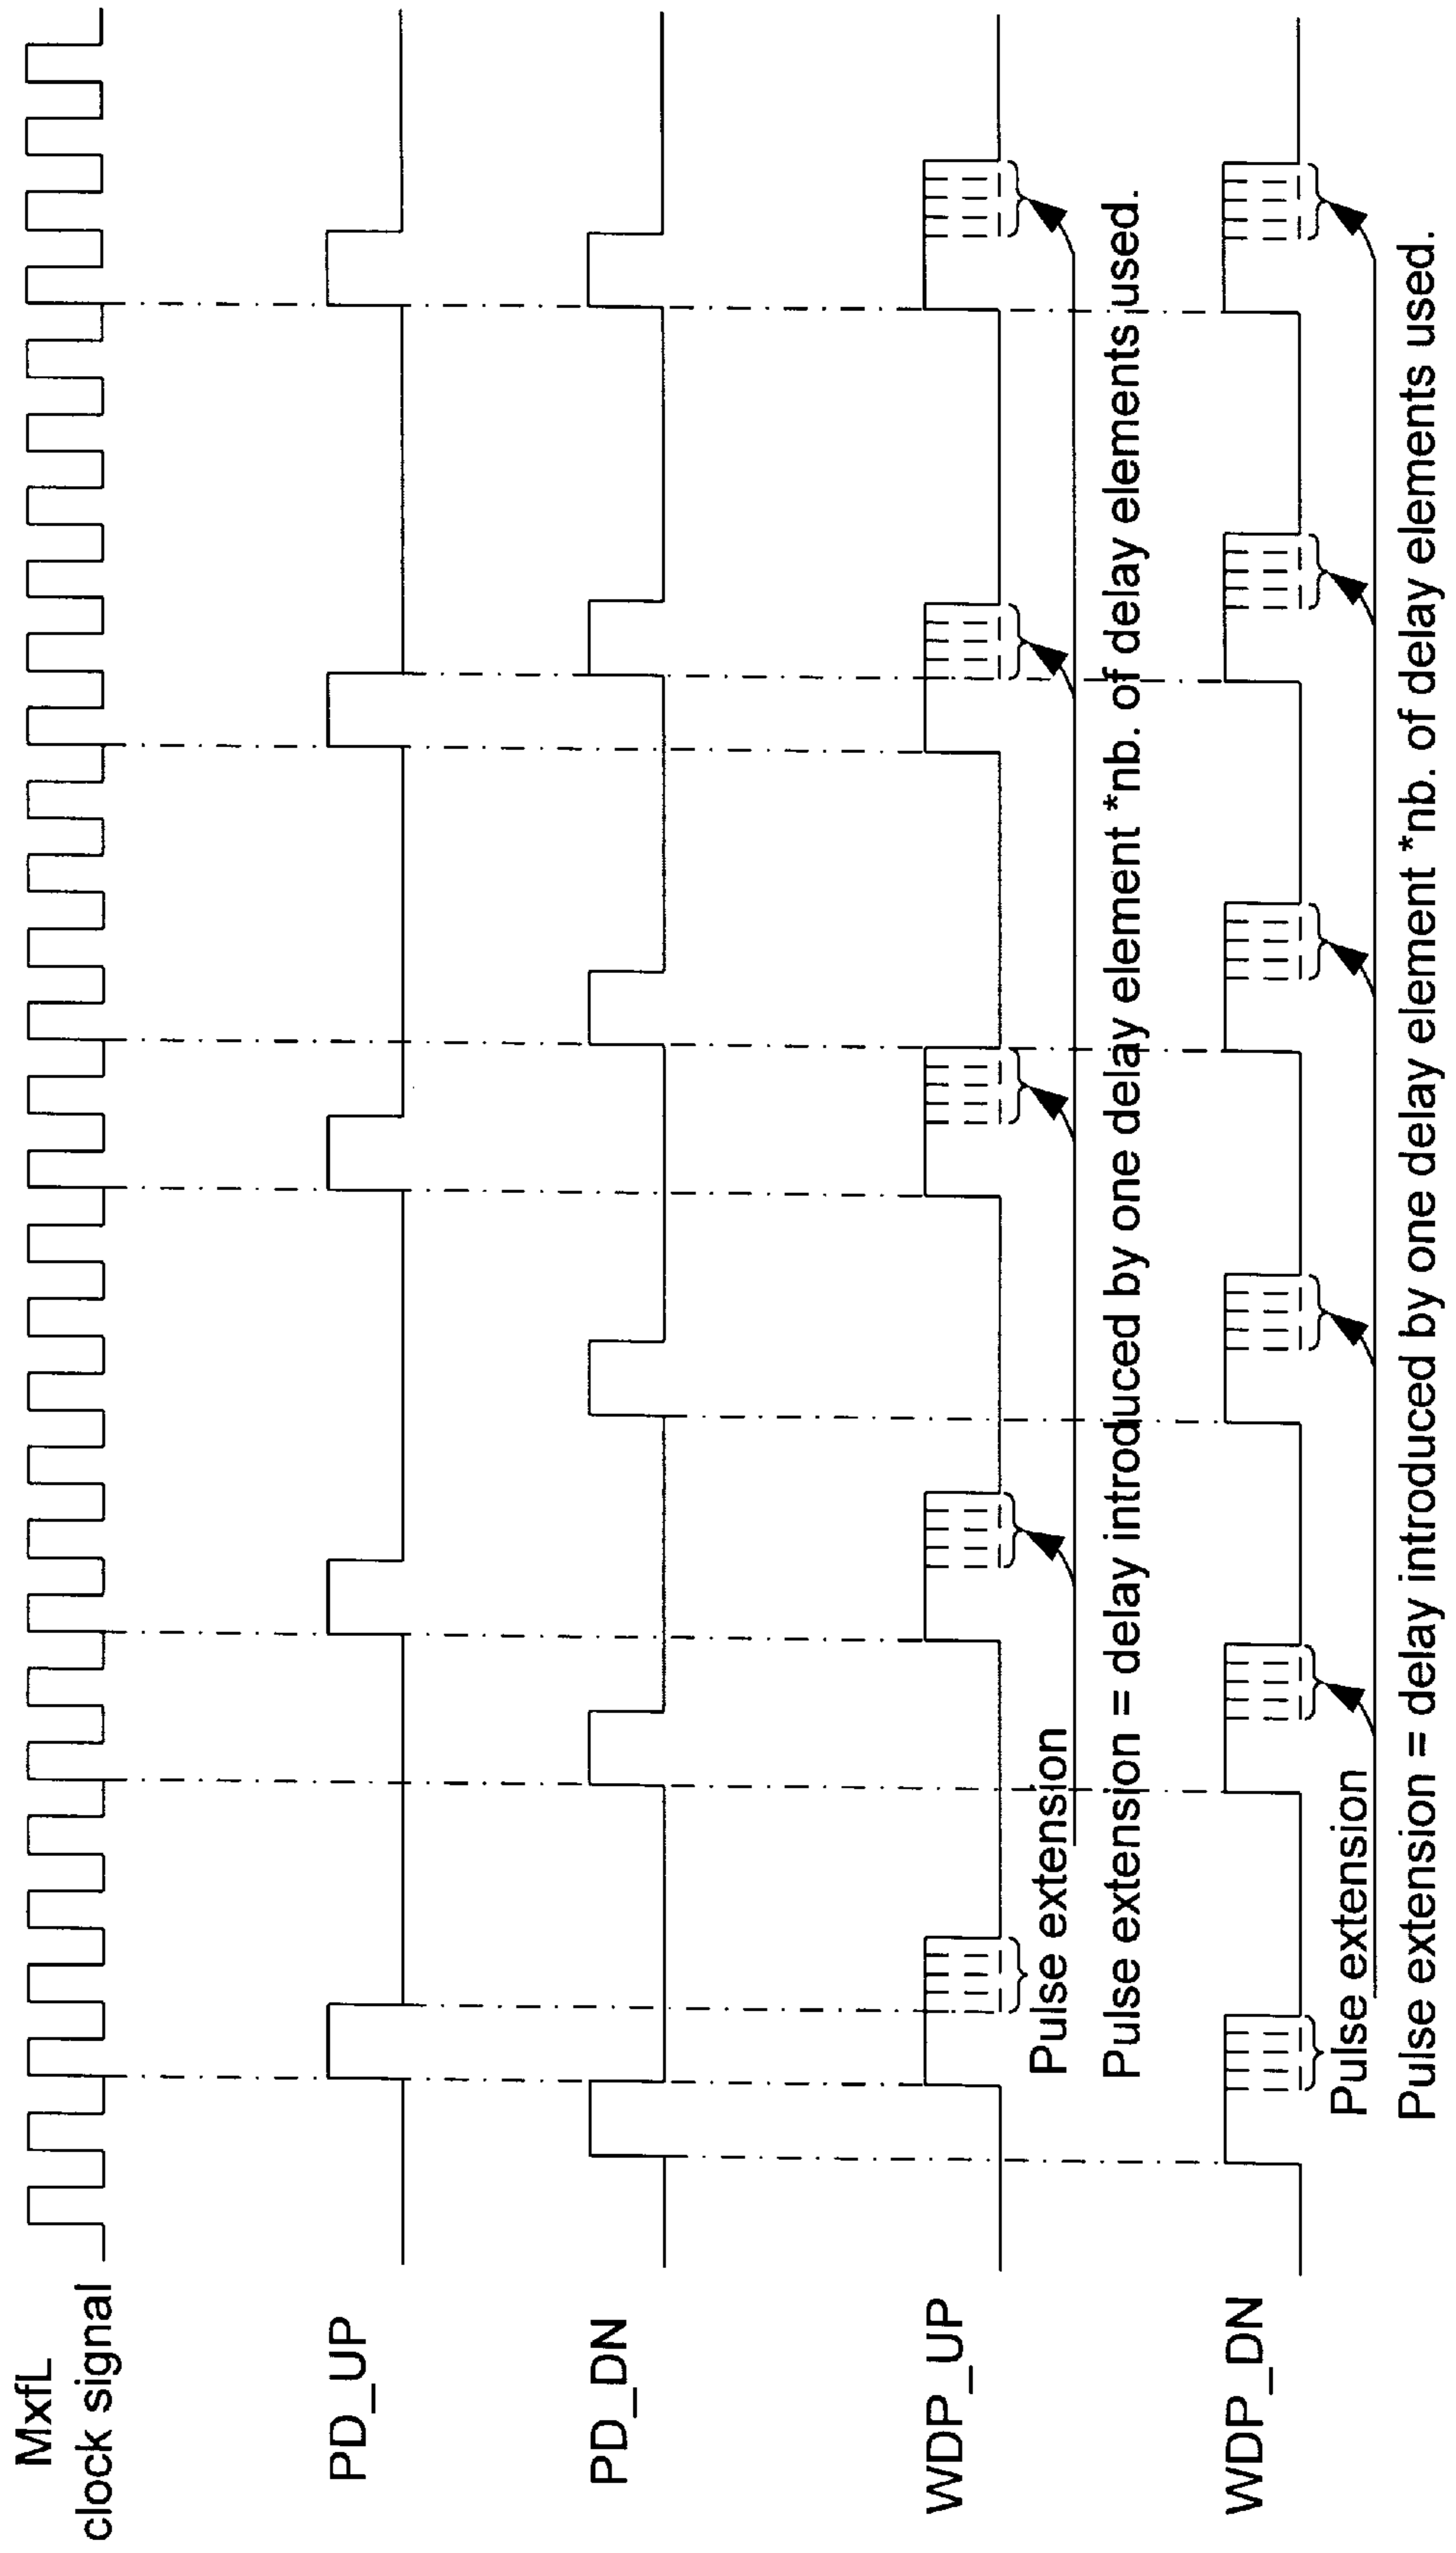 MxfL
clock signal
PD_UP
PD_DN
WDP_UP
Pulse extension
Pulse extension = delay introduced by one delay element *nb. of delay elements used.
WDP_DN
Pulse extension
Pulse extension = delay introduced by one delay element *nb. of delay elements used.